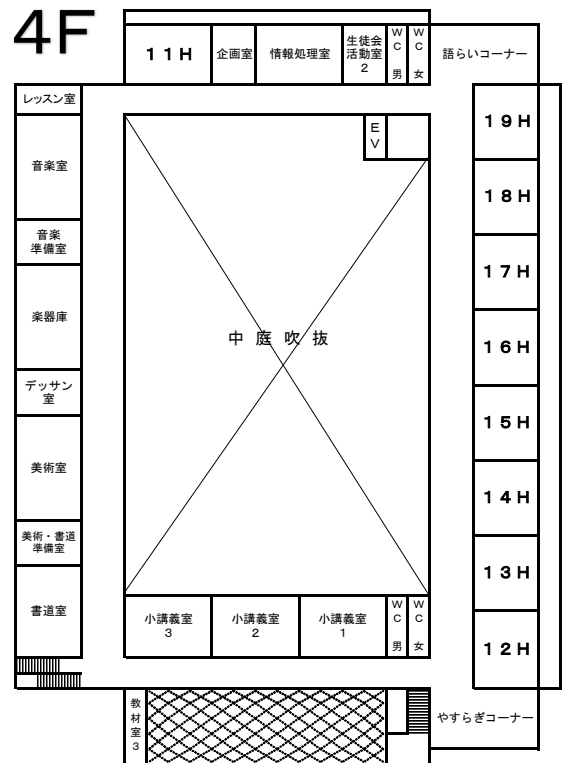 4F
11H
企画室
情報処理室
生徒会
活動室
2
WC
男
WC
女
語らいコーナー
レッスン室
音楽室
音楽
準備室
楽器庫
デッサン
室
美術室
美術・書道
準備室
書道室
EV
中庭吹抜
19H
18H
17H
16H
15H
14H
13H
12H
小講義室
3
小講義室
2
小講義室
1
WC
男
WC
女
教材室3
やすらぎコーナー